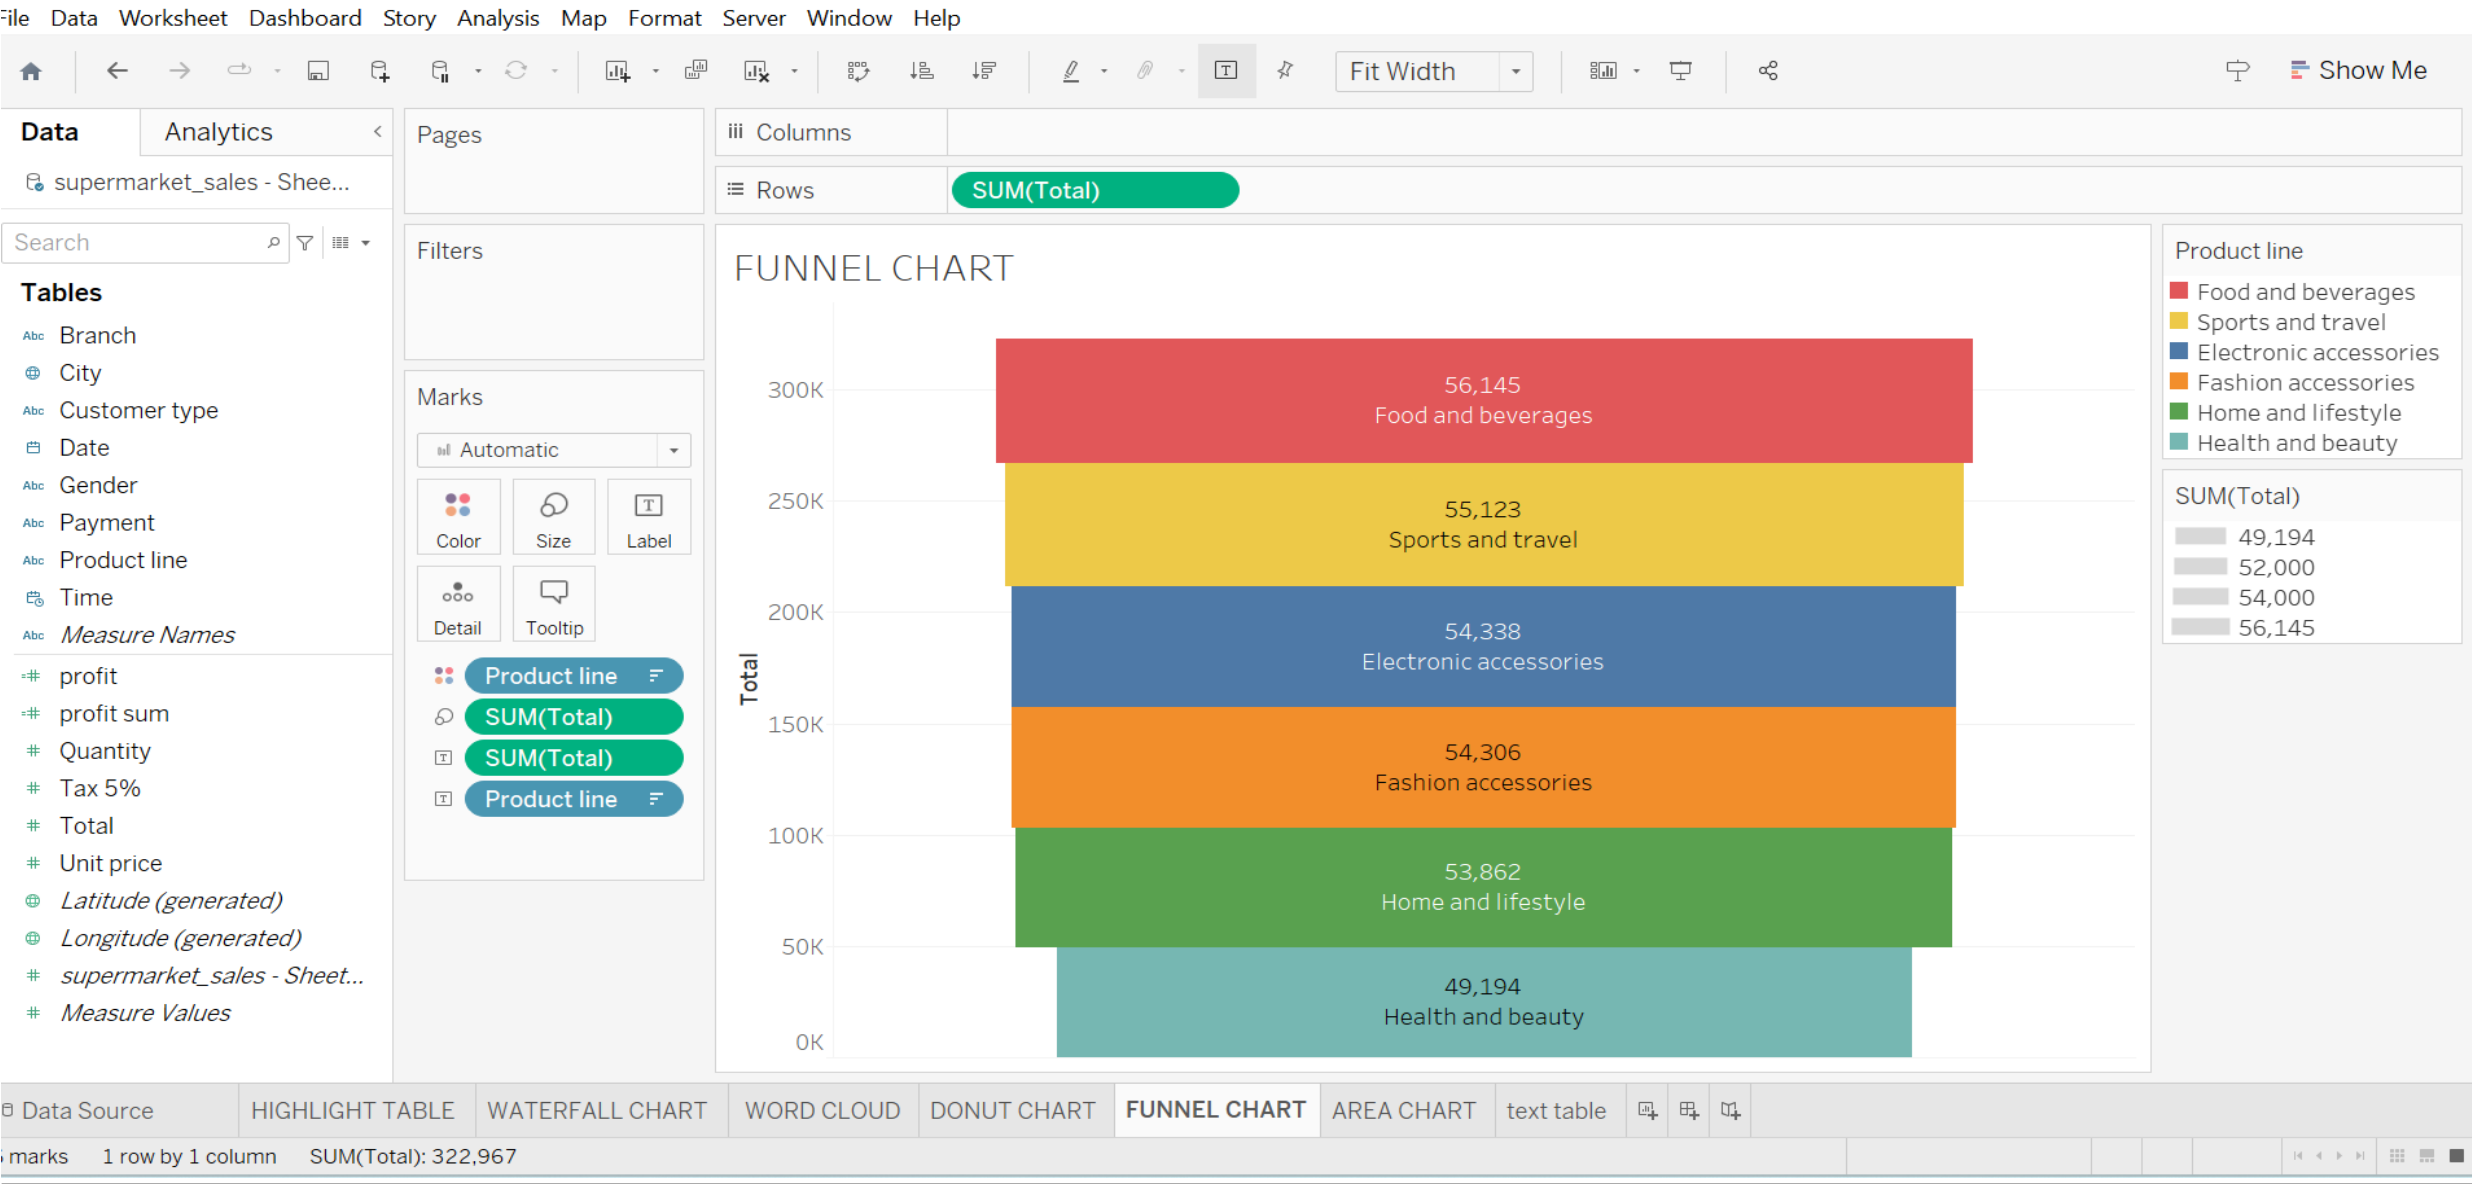 File Data Worksheet Dashboard Story Analysis Map Format Server Window Help
Fit Width
Show Me
Data Analytics
supermarket_sales - Shee...
Search
Tables
Abc Branch
City
Abc Customer type
Date
Abc Gender
Abc Payment
Abc Product line
Time
Abc Measure Names
profit
profit sum
Quantity
Tax 5%
Total
Unit price
Latitude (generated)
Longitude (generated)
supermarket_sales - Sheet...
Measure Values
Pages
Filters
Marks
Automatic
Color Size Label
Detail Tooltip
Product line
SUM(Total)
SUM(Total)
Product line
Columns
Rows SUM(Total)
FUNNEL CHART
Total
300K
250K
200K
150K
100K
50K
0K
56,145
Food and beverages
55,123
Sports and travel
54,338
Electronic accessories
54,306
Fashion accessories
53,862
Home and lifestyle
49,194
Health and beauty
Product line
Food and beverages
Sports and travel
Electronic accessories
Fashion accessories
Home and lifestyle
Health and beauty
SUM(Total)
49,194
52,000
54,000
56,145
Data Source HIGHLIGHT TABLE WATERFALL CHART WORD CLOUD DONUT CHART FUNNEL CHART AREA CHART text table
marks 1 row by 1 column SUM(Total): 322,967